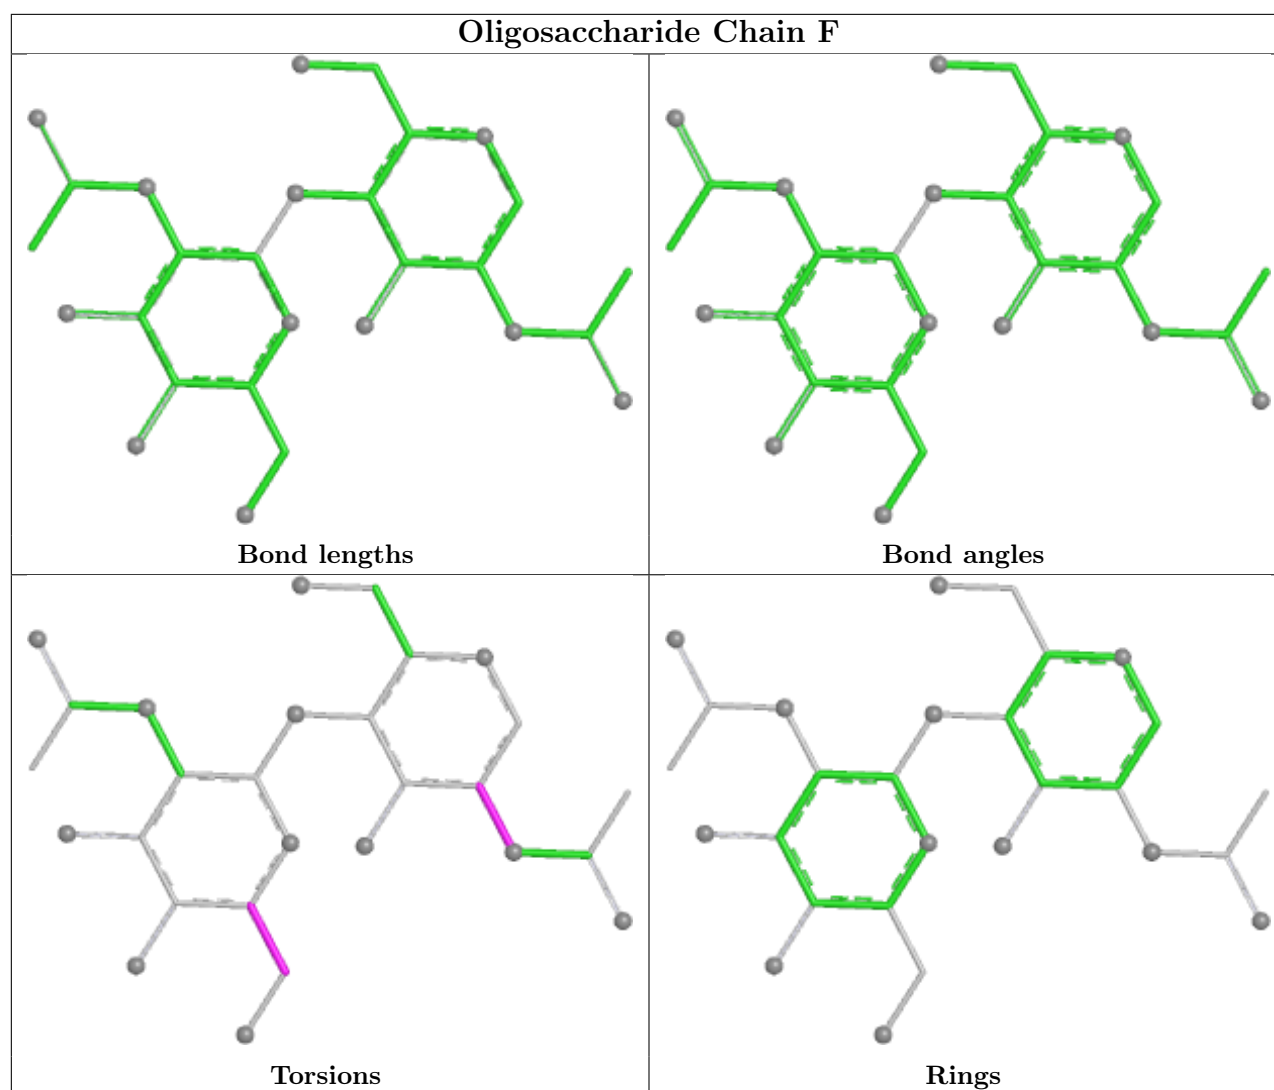 Oligosaccharide Chain F
Bond lengths
Bond angles
Torsions
Rings